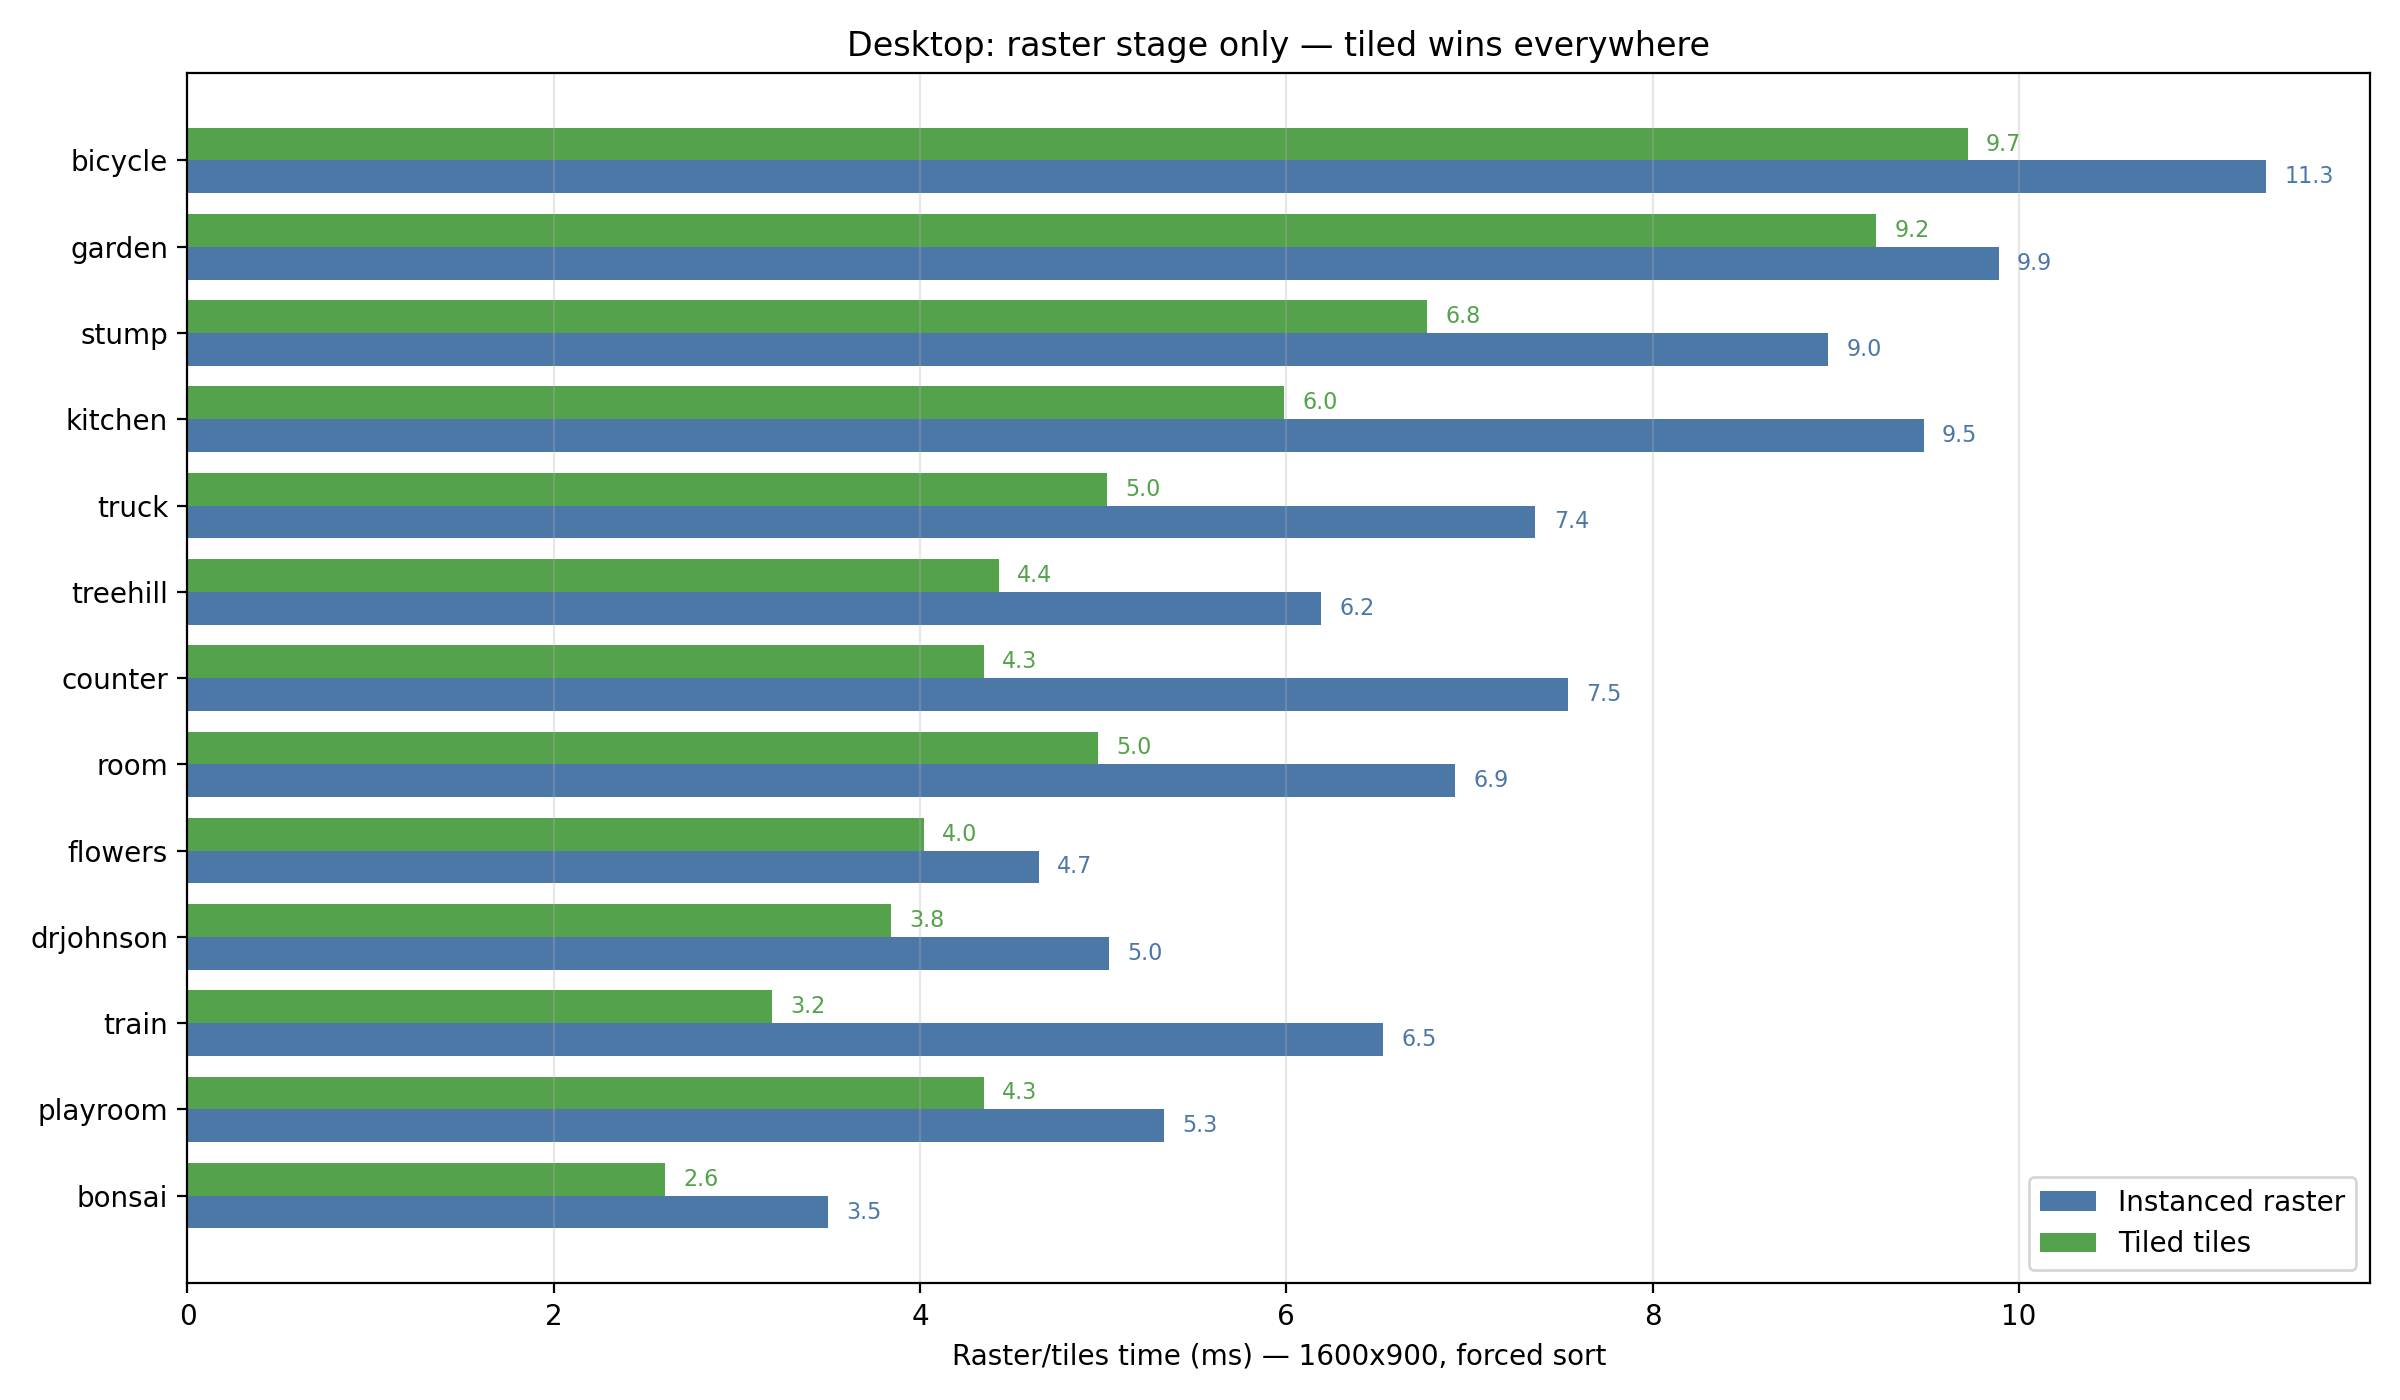 Desktop: raster stage only — tiled wins everywhere
bicycle
9.7
11.3
garden
9.2
9.9
stump
6.8
9.0
kitchen
6.0
9.5
truck
5.0
7.4
treehill
4.4
6.2
counter
4.3
7.5
room
5.0
6.9
flowers
4.0
4.7
drjohnson
3.8
5.0
train
3.2
6.5
playroom
4.3
5.3
bonsai
2.6
3.5
Instanced raster
Tiled tiles
0 2 4 6 8 10
Raster/tiles time (ms) — 1600x900, forced sort